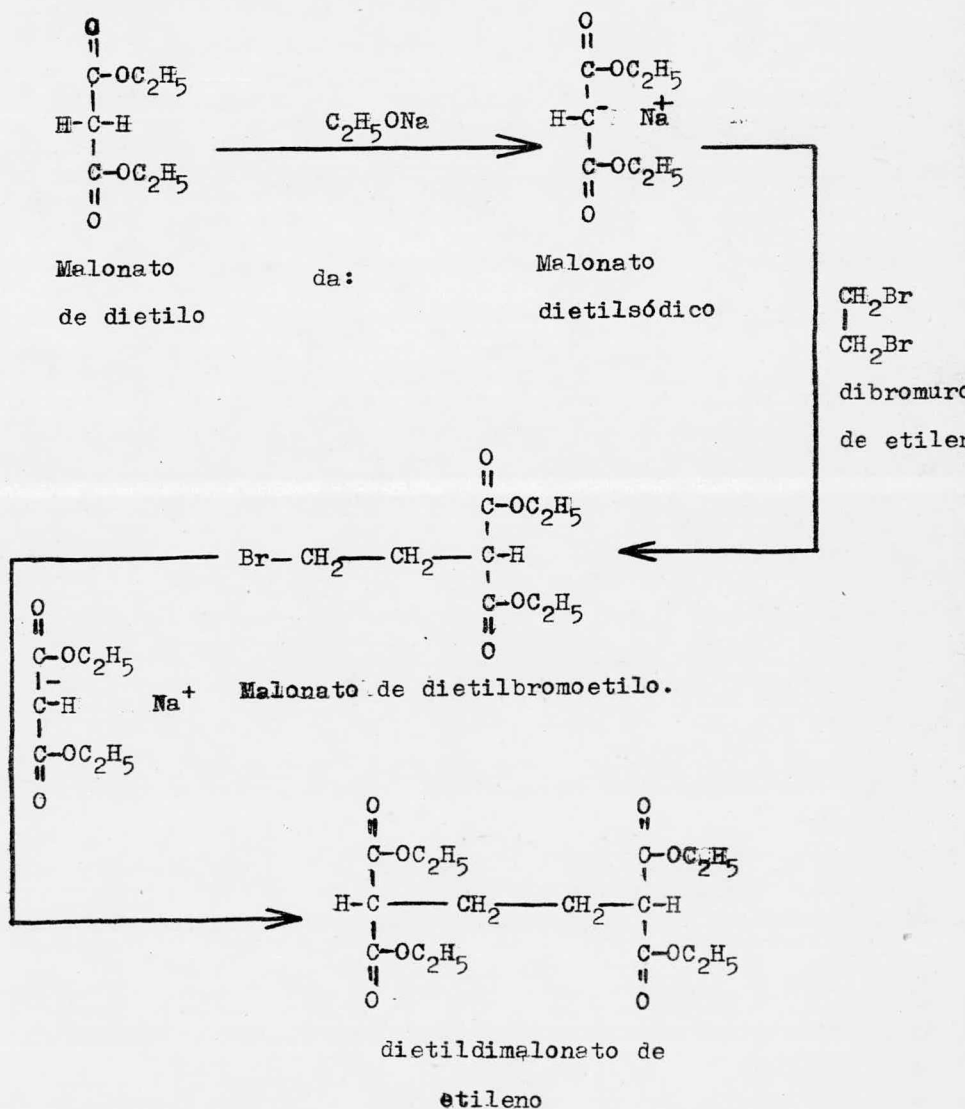 O O
C-OC2H5 C-OC2H5
H-C-H C2H5ONa H-C- Na+
C-OC2H5 C-OC2H5
O O
Malonato da: Malonato
de dietilo dietilsódico
CH2Br
CH2Br
dibromuro
de etilen
O
C-OC2H5
Br-CH2-CH2-C-H
C-OC2H5
O
O
C-OC2H5
C-H Na+
C-OC2H5
O
Malonato de dietilbromoetilo.
O O
C-OC2H5 C-OC2H5
H-C-CH2-CH2-C-H
C-OC2H5 C-OC2H5
O O
dietildimalonato de
etileno